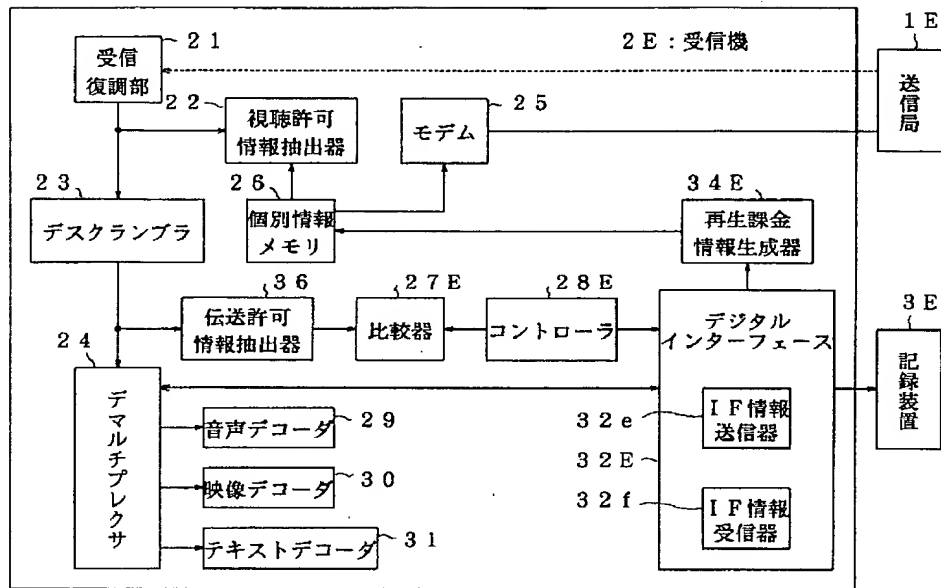 ２１
受信
復調部
２Ｅ：受信機
１Ｅ
送信局
２２
視聴許可
情報抽出器
２５
モデム
２３
デスクランブラ
２６
個別情報
メモリ
３４Ｅ
再生課金
情報生成器
３６
伝送許可
情報抽出器
２７Ｅ
比較器
２８Ｅ
コントローラ
デジタル
インターフェース
３Ｅ
記録装置
２４
デマルチプレクサ
２９
音声デコーダ
３２ｅ
ＩＦ情報
送信器
３２Ｅ
３０
映像デコーダ
３２ｆ
ＩＦ情報
受信器
３１
テキストデコーダ